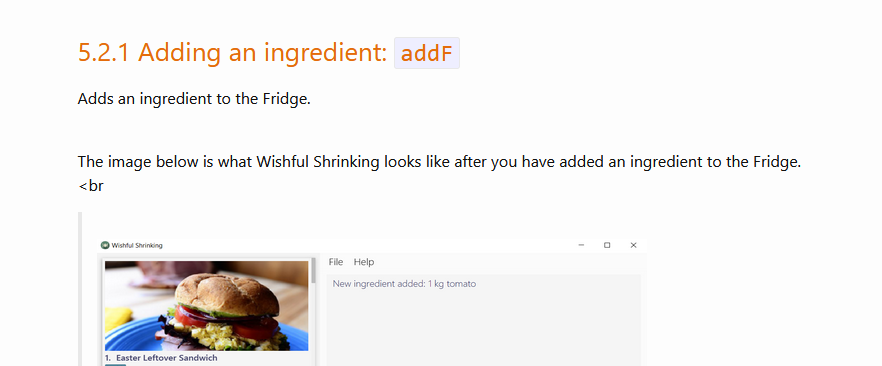 5.2.1 Adding an ingredient: addF
Adds an ingredient to the Fridge.
The image below is what Wishful Shrinking looks like after you have added an ingredient to the Fridge.
<br
Wishful Shrinking
File Help
New ingredient added: 1 kg tomato
1. Easter Leftover Sandwich